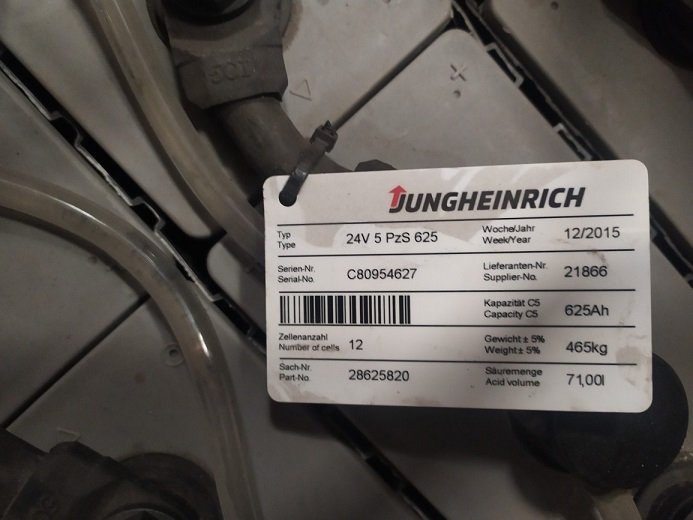 JUNGHEINRICH
Typ 24V 5 PzS 625 Woche/Jahr 12/2015
Type Week/Year
Serien-Nr. C80954627 Lieferanten-Nr. 21866
Serial-No. Supplier-No.
Kapazität C5 625Ah
Capacity C5
Zellenanzahl 12 Gewicht ± 5% 465kg
Number of cells Weight ± 5%
Sach-Nr. 28625820 Säuremenge 71,00l
Part-No. Acid volume